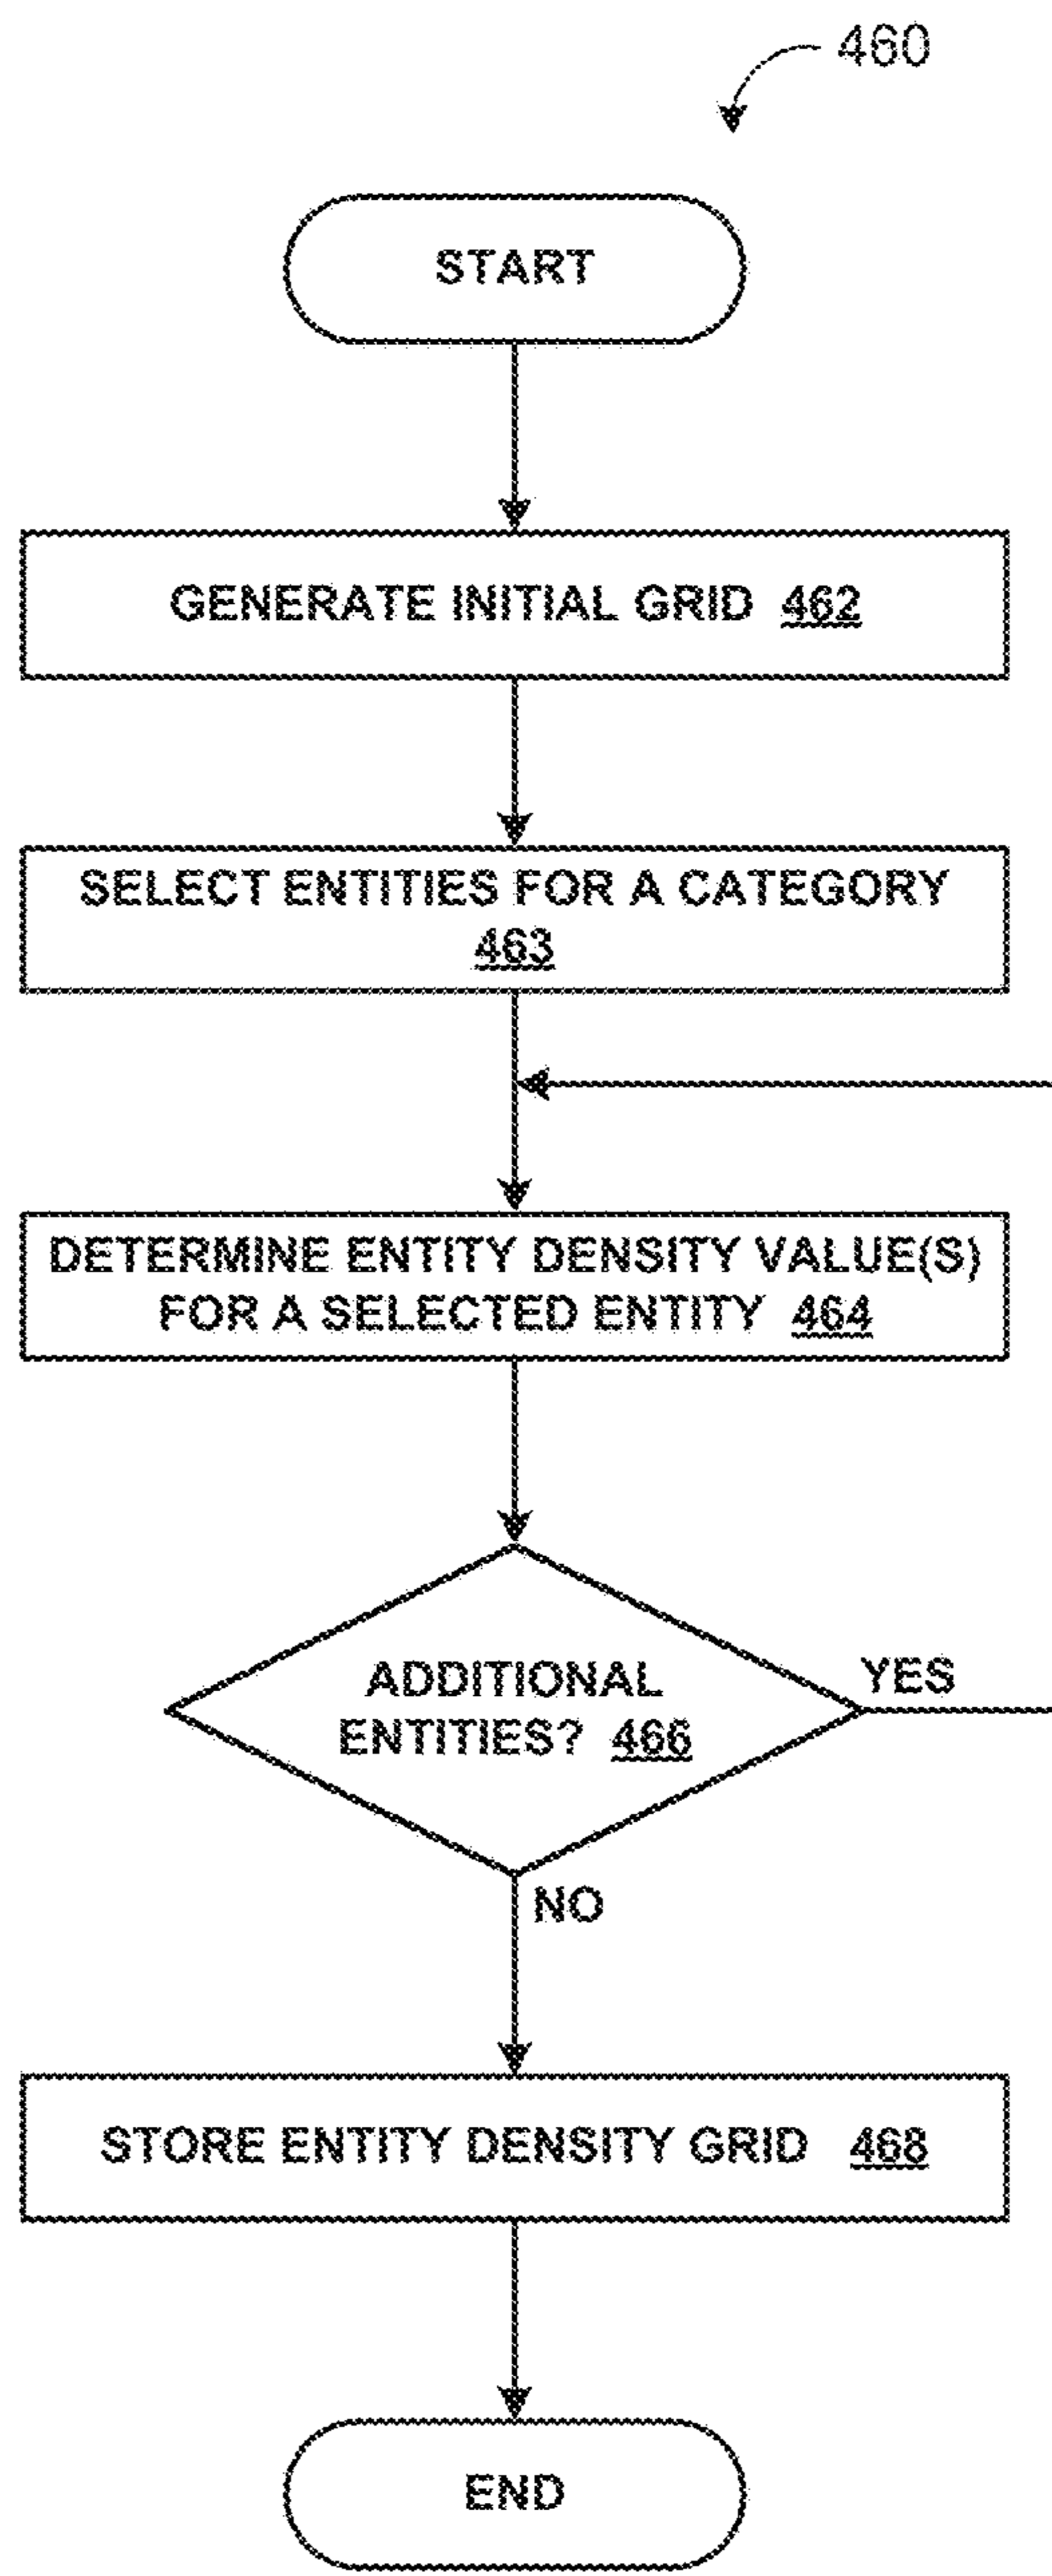 460
START
GENERATE INITIAL GRID 462
SELECT ENTITIES FOR A CATEGORY
463
DETERMINE ENTITY DENSITY VALUE(S)
FOR A SELECTED ENTITY 464
ADDITIONAL
ENTITIES? 466
YES
NO
STORE ENTITY DENSITY GRID 468
END